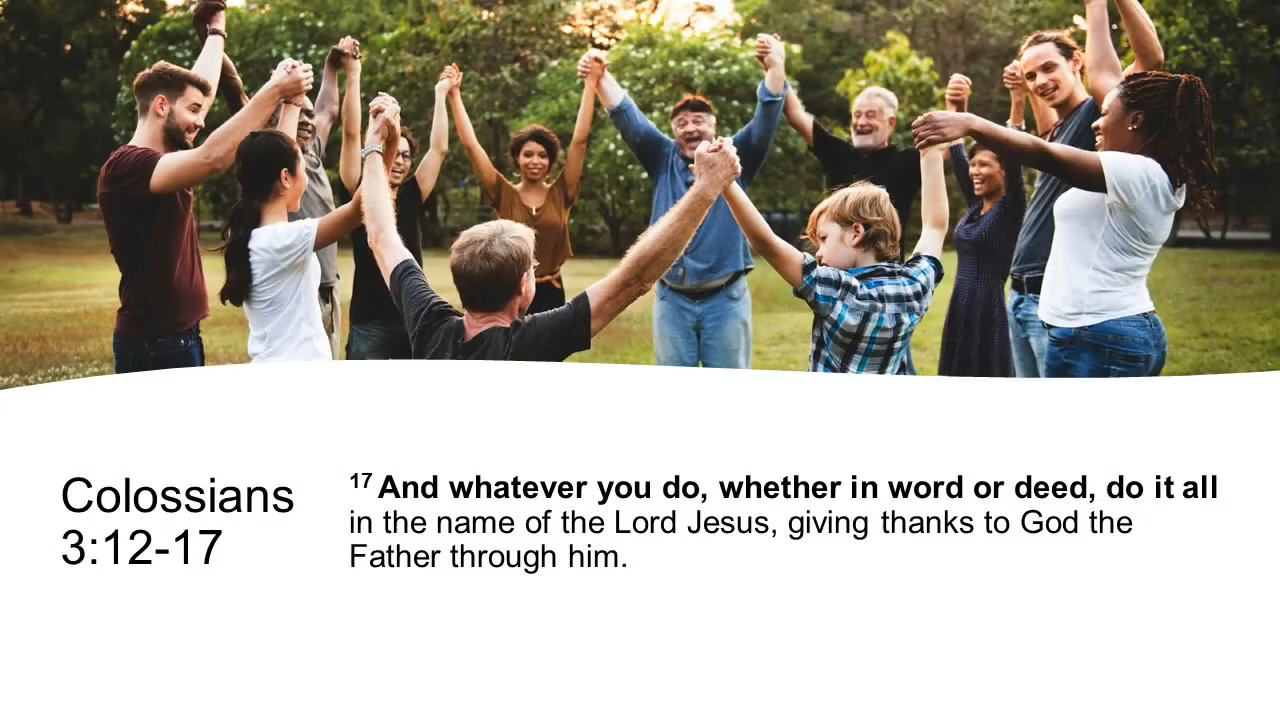 Colossians
3:12-17
17 And whatever you do, whether in word or deed, do it all
in the name of the Lord Jesus, giving thanks to God the
Father through him.